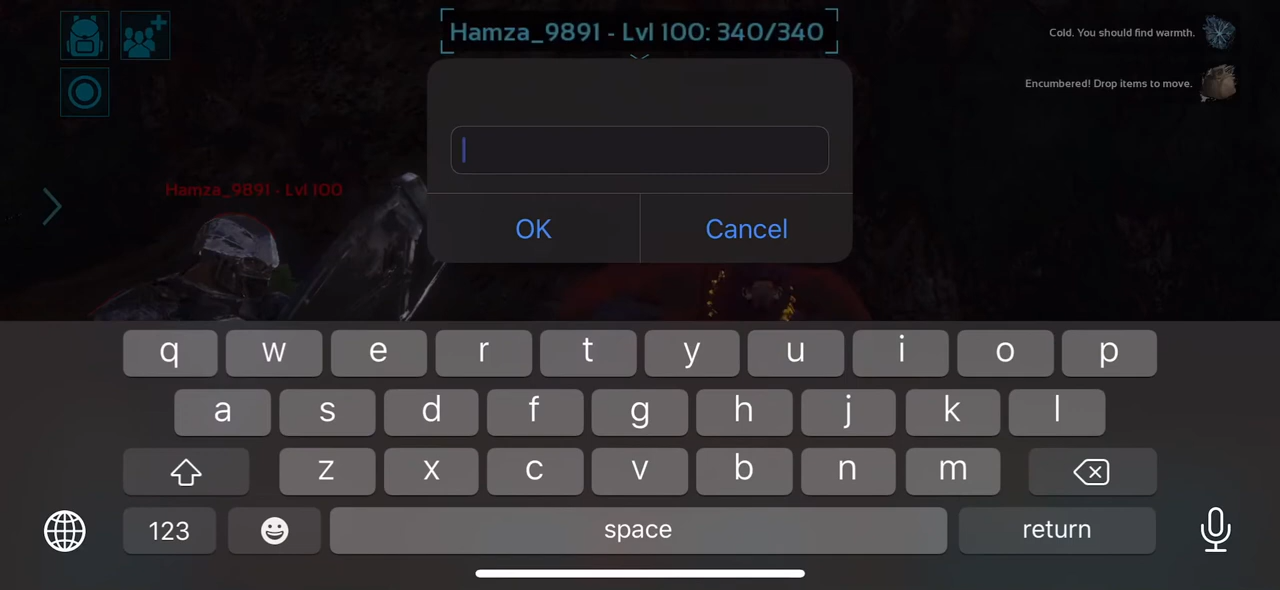 Hamza_9891 - Lvl 100: 340/340
Cold. You should find warmth.
Encumbered! Drop items to move.
Hamza_9891 - Lvl 100
OK Cancel
q w e r t y u i o p
a s d f g h j k l
z x c v b n m
123 space return